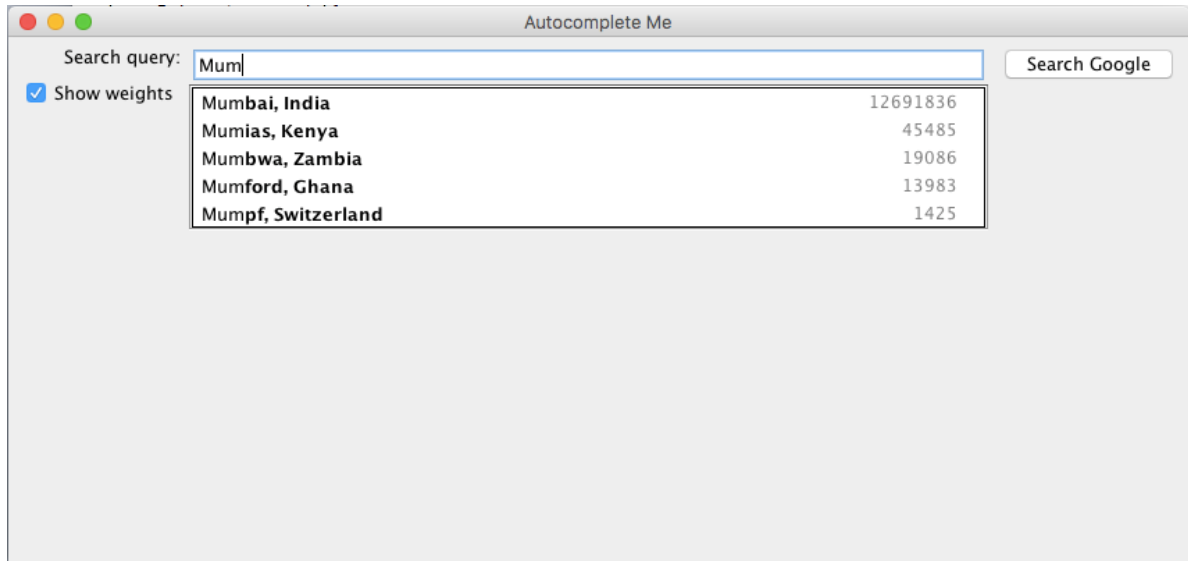 Autocomplete Me
Search query: Mum Search Google
Show weights
Mumbai, India 12691836
Mumias, Kenya 45485
Mumbwa, Zambia 19086
Mumford, Ghana 13983
Mumpf, Switzerland 1425